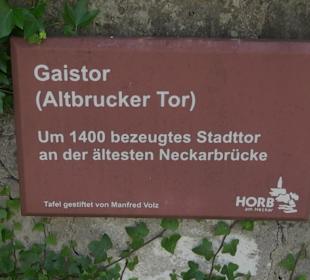 Gaistor
(Altbrucker Tor)
Um 1400 bezeugtes Stadttor
an der ältesten Neckarbrücke
Tafel gestiftet von Manfred Volz
HORB
am Neckar